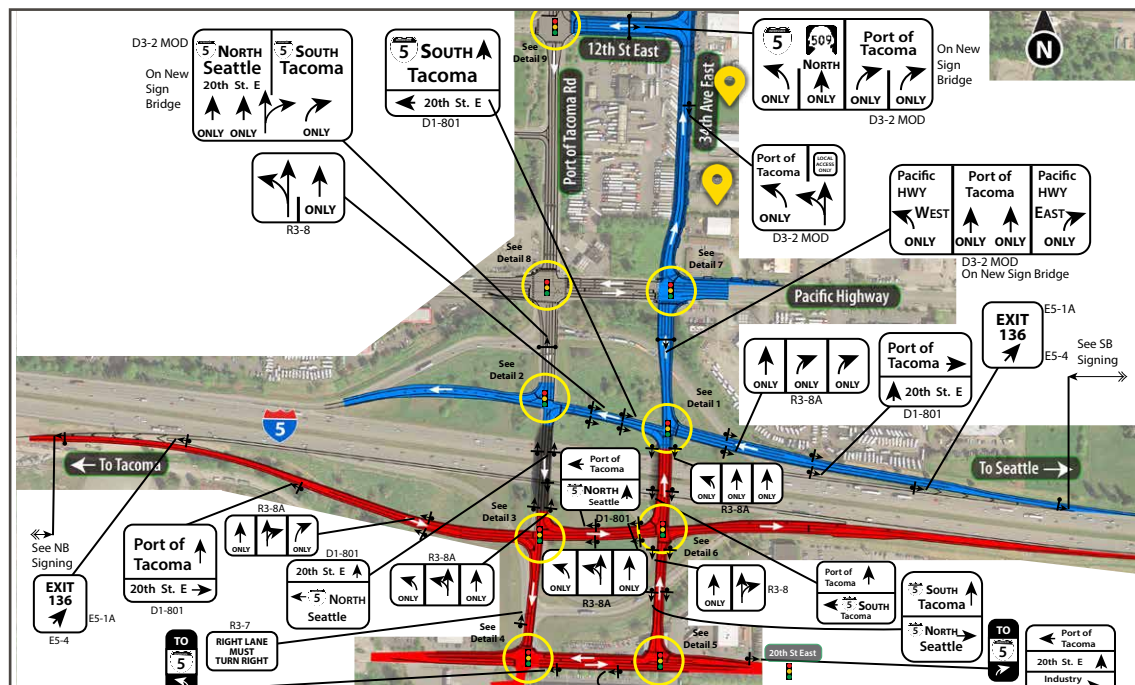 D3-2 MOD
On New
Sign
Bridge
5 NORTH
Seattle
20th St. E
ONLY
ONLY
5 SOUTH
Tacoma
ONLY
5 SOUTH
Tacoma
20th St. E
D1-801
See
Detail 9
12th St East
5
509
NORTH
ONLY
ONLY
Port of
Tacoma
ONLY
ONLY
On New
Sign
Bridge
D3-2 MOD
N
Port of Tacoma Rd
34th Ave East
ONLY
R3-8
Port of
Tacoma
LOCAL
ACCESS
ONLY
ONLY
D3-2 MOD
Pacific
HWY
WEST
ONLY
Port of
Tacoma
ONLY
ONLY
Pacific
HWY
EAST
ONLY
D3-2 MOD
On New Sign Bridge
See
Detail 8
See
Detail 7
Pacific Highway
EXIT
136
E5-1A
E5-4
See SB
Signing
See
Detail 2
See
Detail 1
ONLY
ONLY
ONLY
R3-8A
Port of
Tacoma
20th St. E
D1-801
5
To Tacoma
To Seattle
Port of
Tacoma
5 NORTH
Seattle
D1-801
ONLY
ONLY
ONLY
R3-8A
See NB
Signing
EXIT
136
E5-1A
E5-4
Port of
Tacoma
20th St. E
D1-801
R3-8A
ONLY
ONLY
D1-801
20th St. E
5 NORTH
Seattle
See
Detail 3
R3-8A
ONLY
ONLY
ONLY
ONLY
R3-8A
See
Detail 6
ONLY
R3-8
Port of
Tacoma
5 SOUTH
Tacoma
5 SOUTH
Tacoma
5 NORTH
Seattle
R3-7
RIGHT LANE
MUST
TURN RIGHT
TO
5
See
Detail 4
See
Detail 5
20th St East
TO
5
Port of
Tacoma
20th St. E
Industry